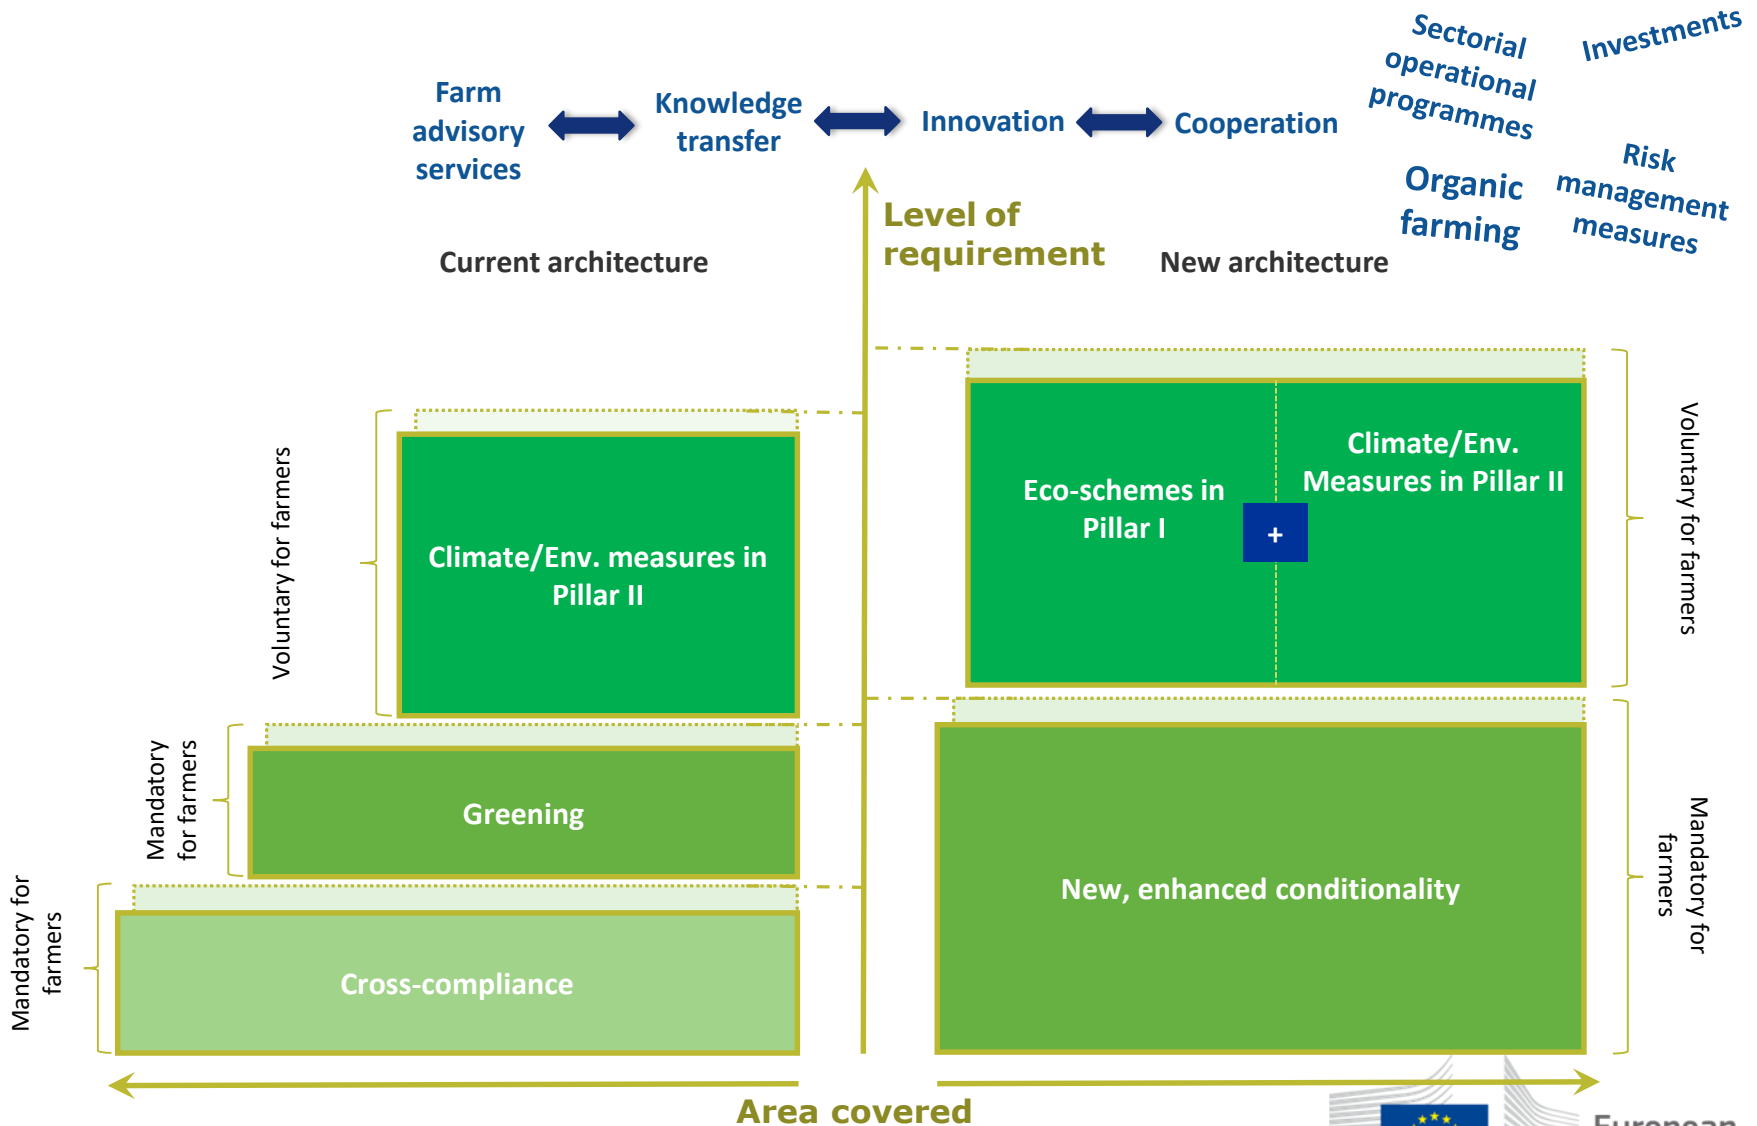 Sectorial
operational
programmes
Investments
Farm
advisory
services
Knowledge
transfer
Innovation
Cooperation
Organic
farming
Risk
management
measures
Level of
requirement
Current architecture
New architecture
Voluntary for farmers
Climate/Env. measures in
Pillar II
Eco-schemes in
Pillar I
+
Climate/Env.
Measures in Pillar II
Voluntary for farmers
Mandatory
for farmers
Greening
Mandatory for
farmers
Cross-compliance
New, enhanced conditionality
Mandatory for
farmers
Area covered
European